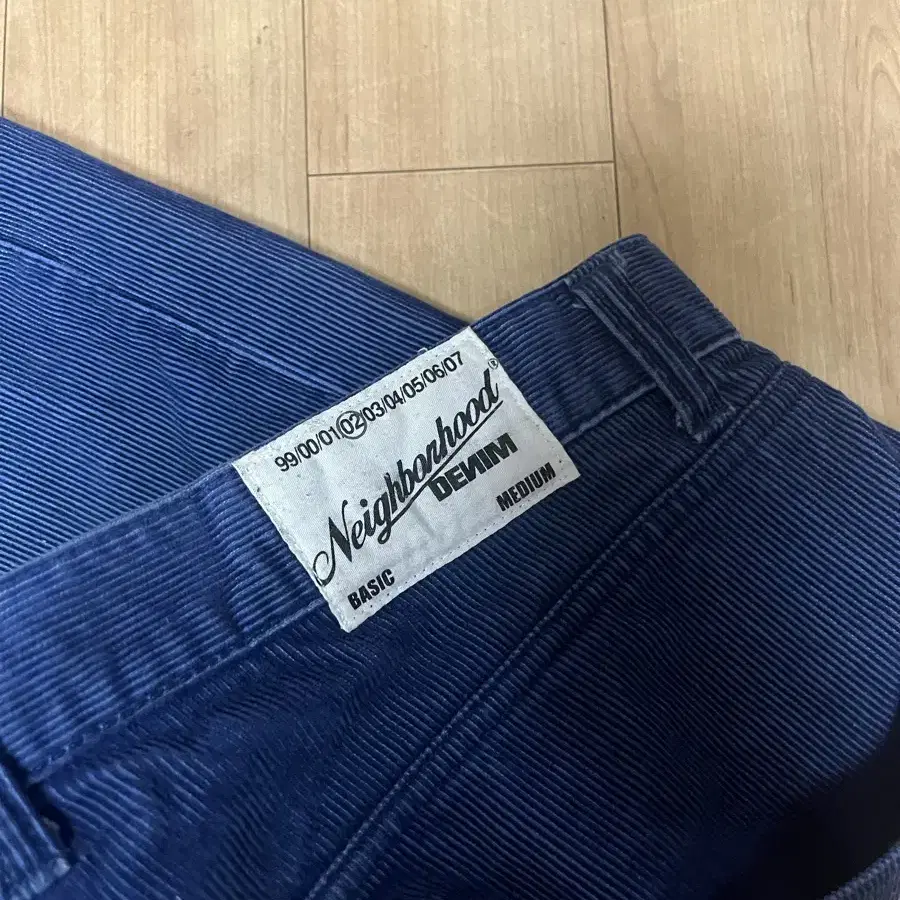 99/00/01/02/03/04/05/06/07
Neighborhood®
DENIM
MEDIUM
BASIC